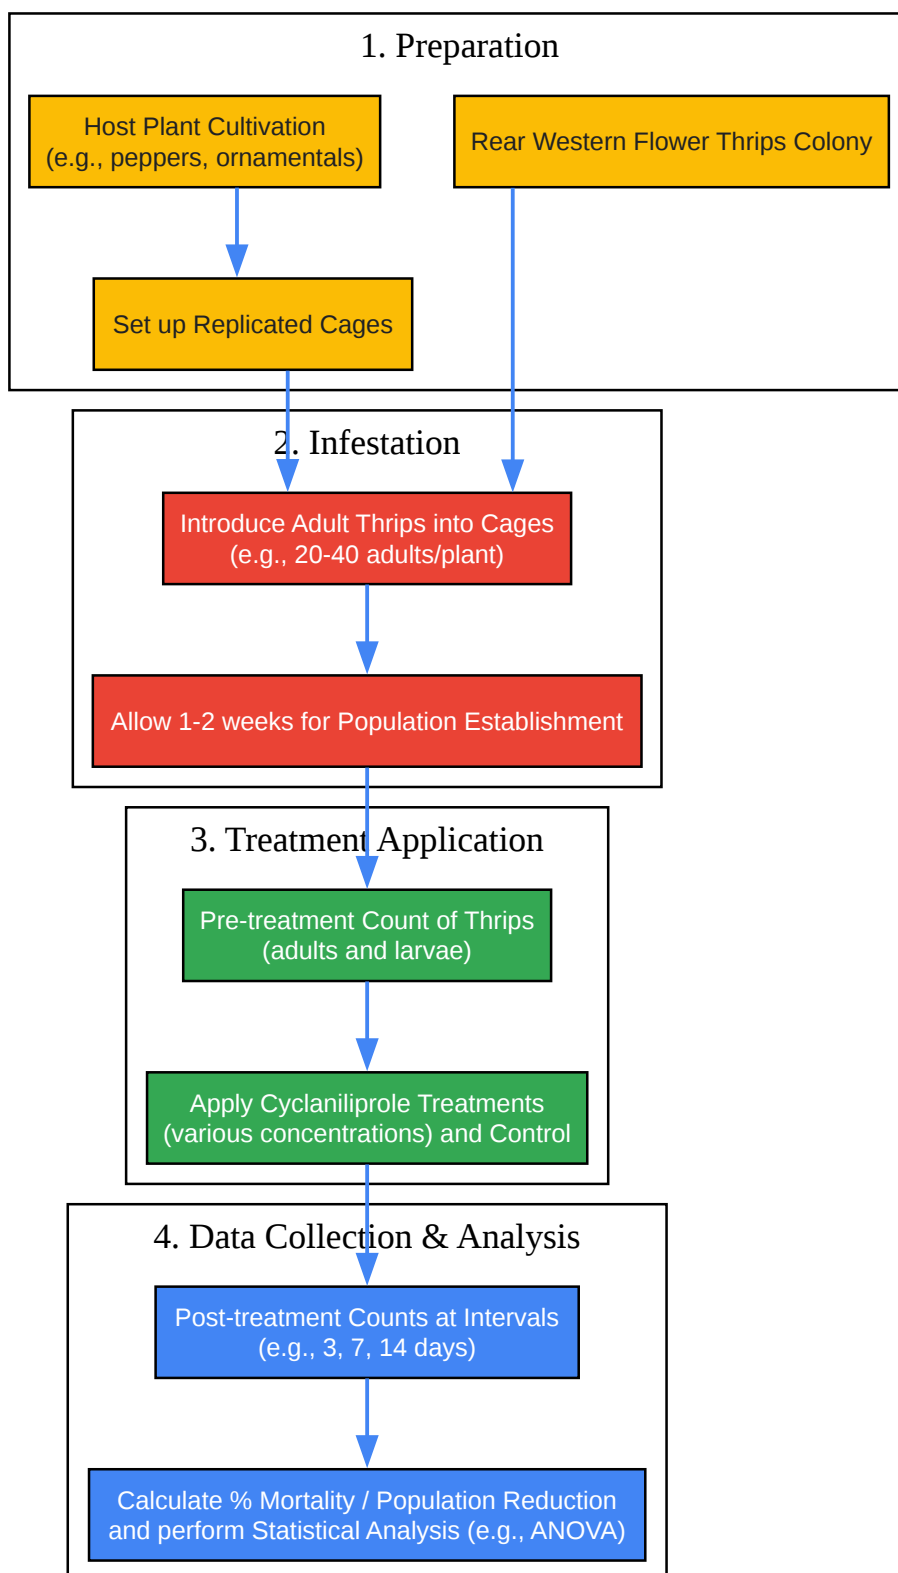 1. Preparation
Host Plant Cultivation
(e.g., peppers, ornamentals)
Rear Western Flower Thrips Colony
Set up Replicated Cages
2. Infestation
Introduce Adult Thrips into Cages
(e.g., 20-40 adults/plant)
Allow 1-2 weeks for Population Establishment
3. Treatment Application
Pre-treatment Count of Thrips
(adults and larvae)
Apply Cyclaniliprole Treatments
(various concentrations) and Control
4. Data Collection & Analysis
Post-treatment Counts at Intervals
(e.g., 3, 7, 14 days)
Calculate % Mortality / Population Reduction
and perform Statistical Analysis (e.g., ANOVA)